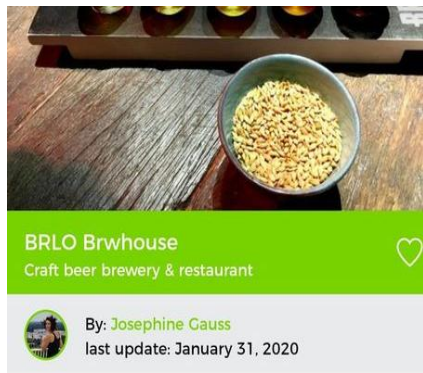 BRLO Brwhouse
Craft beer brewery & restaurant
By: Josephine Gauss
last update: January 31, 2020